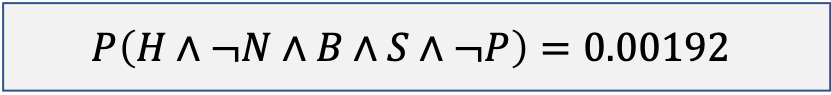 P(H ∧ ¬N ∧ B ∧ S ∧ ¬P) = 0.00192